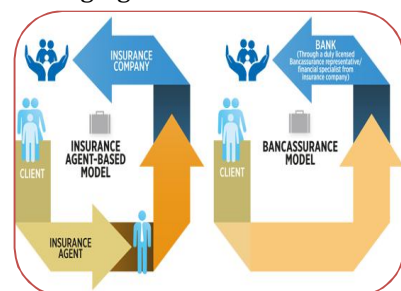 INSURANCE
COMPANY
INSURANCE
AGENT-BASED
MODEL
CLIENT
INSURANCE
AGENT
BANK
(Through a duly licensed
Bancassurance representative/
financial specialist from
insurance company)
BANCASSURANCE
MODEL
CLIENT